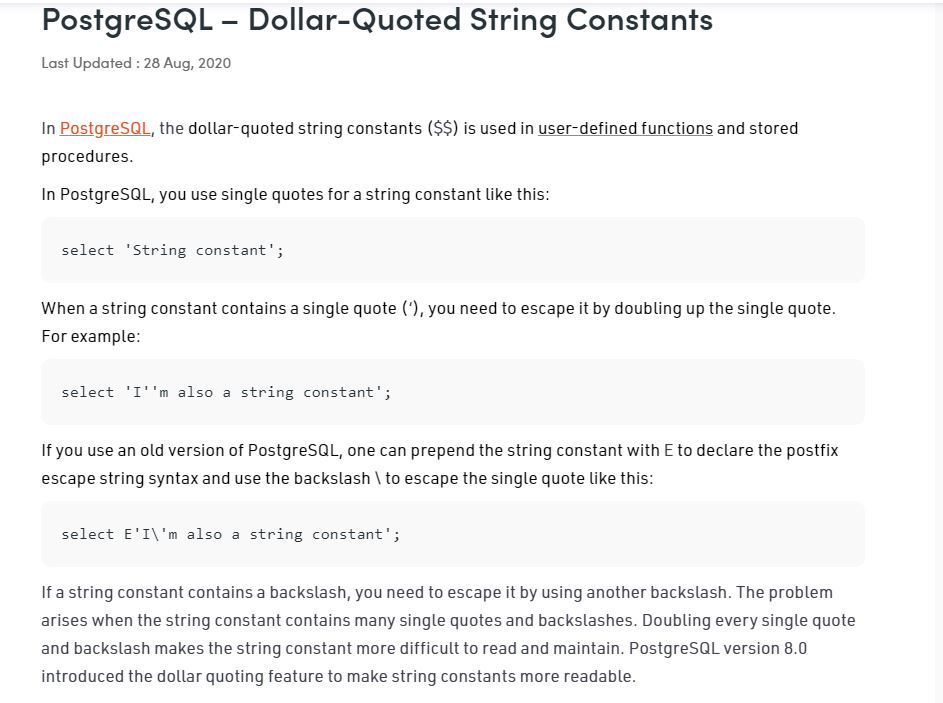 PostgreSQL – Dollar-Quoted String Constants
Last Updated : 28 Aug, 2020
In PostgreSQL, the dollar-quoted string constants ($$) is used in user-defined functions and stored
procedures.
In PostgreSQL, you use single quotes for a string constant like this:
select 'String constant';
When a string constant contains a single quote (‘), you need to escape it by doubling up the single quote.
For example:
select 'I''m also a string constant';
If you use an old version of PostgreSQL, one can prepend the string constant with E to declare the postfix
escape string syntax and use the backslash \ to escape the single quote like this:
select E'I\'m also a string constant';
If a string constant contains a backslash, you need to escape it by using another backslash. The problem
arises when the string constant contains many single quotes and backslashes. Doubling every single quote
and backslash makes the string constant more difficult to read and maintain. PostgreSQL version 8.0
introduced the dollar quoting feature to make string constants more readable.